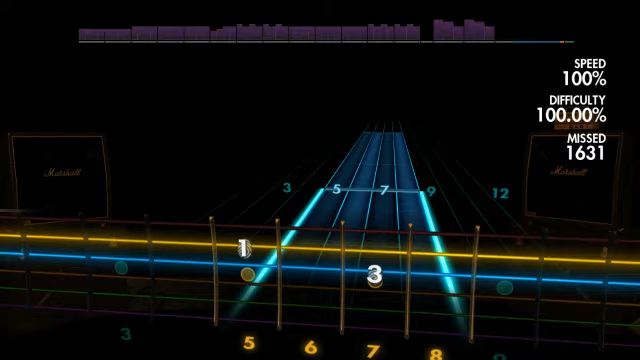 SPEED
100%
DIFFICULTY
100.00%
MISSED
1631
Marshall
Marshall
3 5 7 9 12
1
3
3
5 6 7 8 9